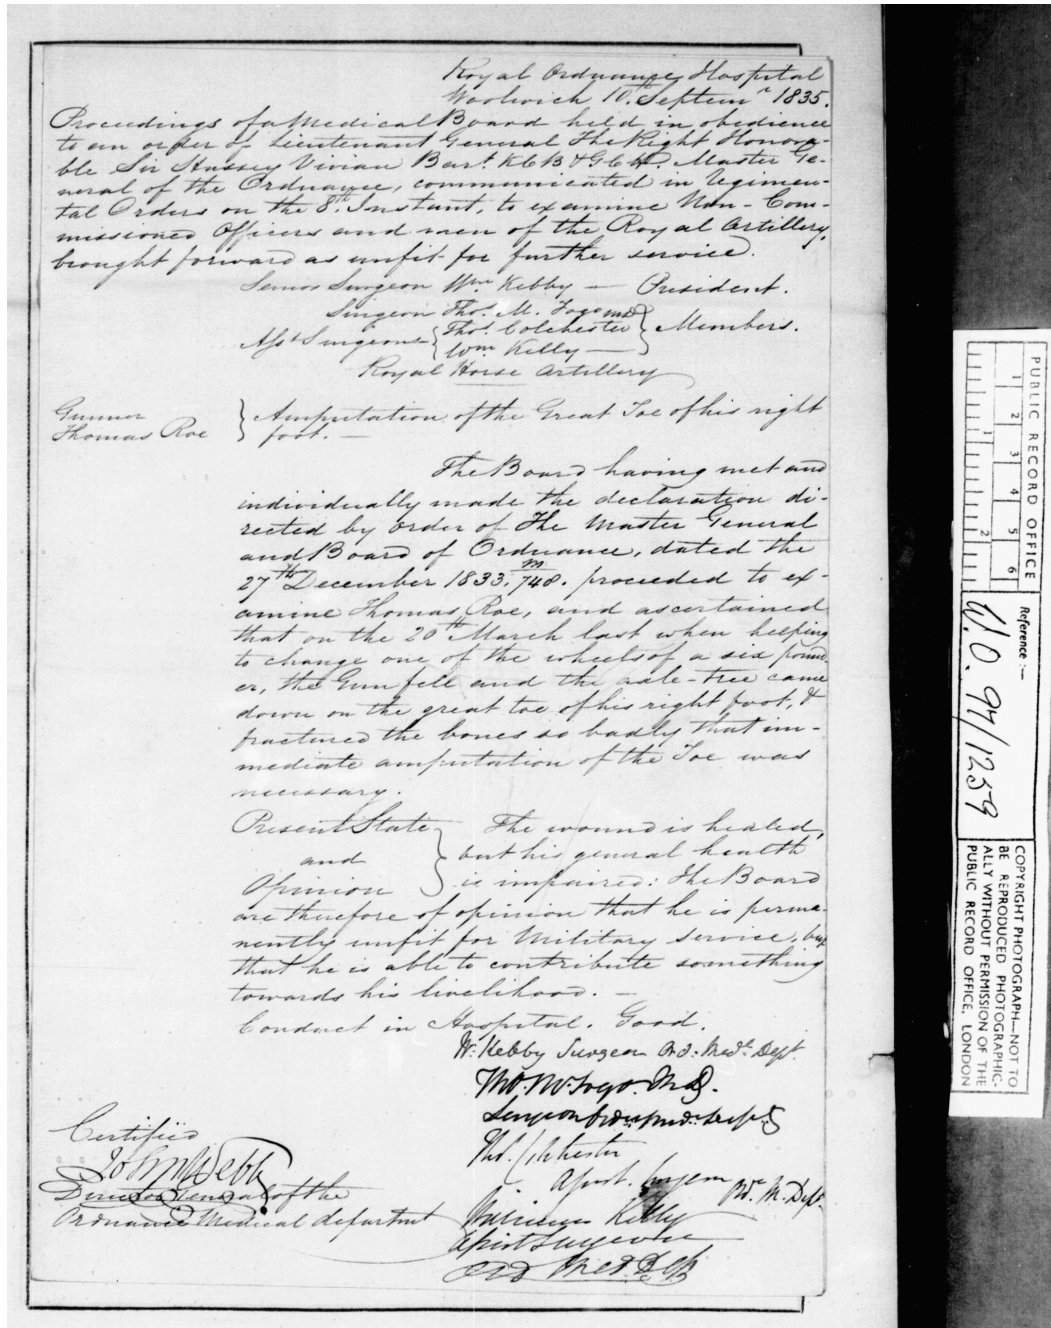 Royal Ordnance Hospital
Woolwich 10th Septemr 1835.
Proceedings of a Medical Board held in obedience
to an order of Lieutenant General The Right Honora-
ble Sir Hussey Vivian Bart. KCB & GCH. Master Ge-
neral of the Ordnance, communicated in Regimen-
tal Orders on the 8th Instant, to examine Non-Com-
missioned Officers and men of the Royal Artillery,
brought forward as unfit for further service.
Senior Surgeon Wm Kebby — President.
Surgeon Thos. M. Fogo MD
Asst Surgeons { Thos. Colchester } Members.
Wm Kelly —
Royal Horse Artillery
Gunner
Thomas Roe } Amputation of the Great Toe of his right
foot. —
The Board having met and
individually made the declaration di-
rected by order of The Master General
and Board of Ordnance, dated the
27th December 1833. M/748. proceeded to ex-
amine Thomas Roe, and ascertained
that on the 20th March last when helping
to change one of the wheels of a six pound-
er, the Gun fell and the axle-tree came
down on the great toe of his right foot, &
fractured the bones so badly that im-
mediate amputation of the Toe was
necessary.
Present State
and
Opinion } The wound is healed,
but his general health
is impaired: The Board
are therefore of opinion that he is perma-
nently unfit for Military service, but
that he is able to contribute something
towards his livelihood. —
Conduct in Hospital. Good.
Wm Kebby Surgeon Ord: Medl Dept.
Tho. M. Fogo. MD.
Surgeon Ord: Med: Dept
Tho. Colchester
Assist. Surgeon Ord. M. Dept.
William Kelly
Assist Surgeon
Ord Med. Dept
Certified
John Webb
Director General of the
Ordnance Medical department
PUBLIC RECORD OFFICE
1 2 3 4 5 6
1 2
Reference :—
W.O. 97/1259
COPYRIGHT PHOTOGRAPH—NOT TO
BE REPRODUCED PHOTOGRAPHIC-
ALLY WITHOUT PERMISSION OF THE
PUBLIC RECORD OFFICE, LONDON